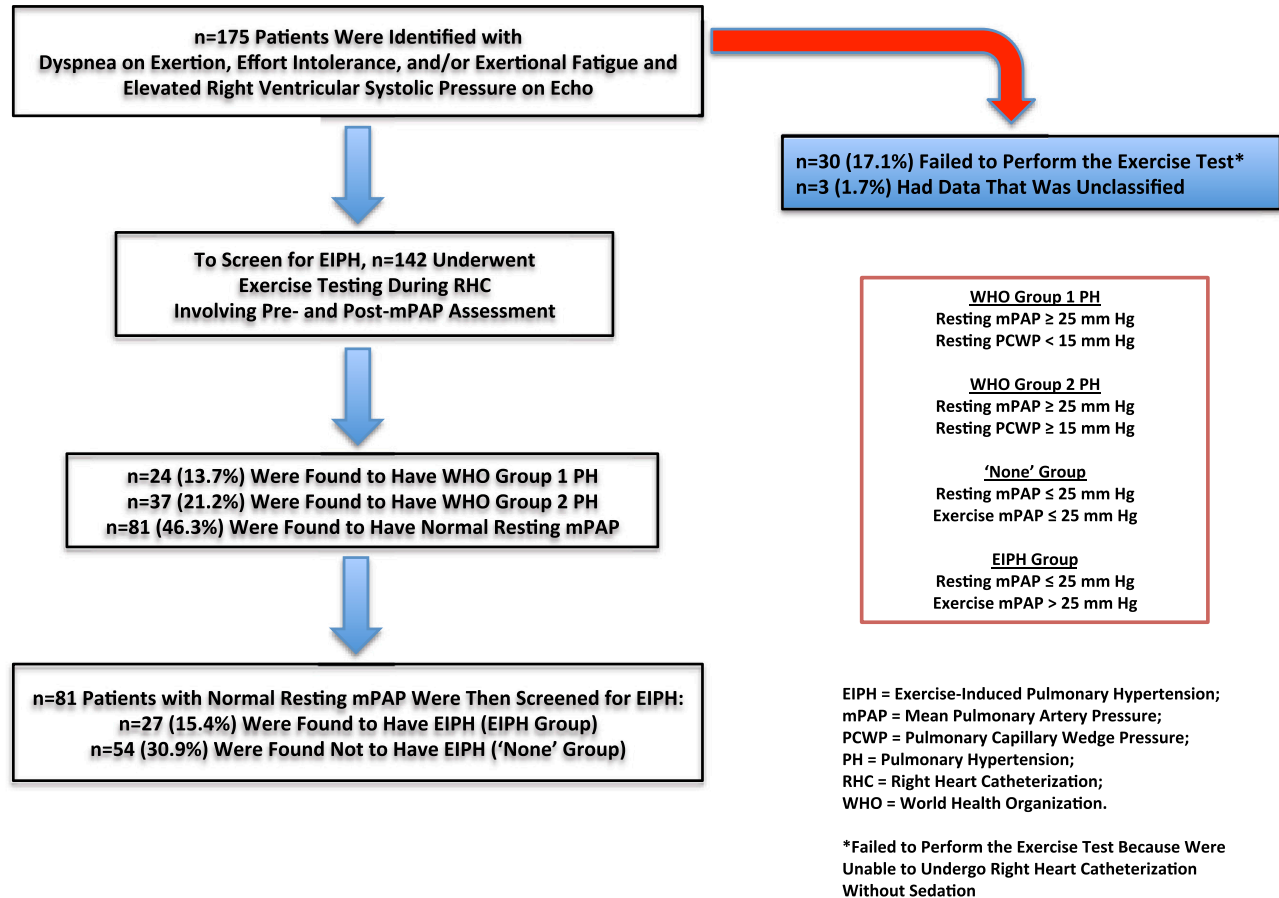 n=175 Patients Were Identified with
Dyspnea on Exertion, Effort Intolerance, and/or Exertional Fatigue and
Elevated Right Ventricular Systolic Pressure on Echo
n=30 (17.1%) Failed to Perform the Exercise Test*
n=3 (1.7%) Had Data That Was Unclassified
To Screen for EIPH, n=142 Underwent
Exercise Testing During RHC
Involving Pre- and Post-mPAP Assessment
n=24 (13.7%) Were Found to Have WHO Group 1 PH
n=37 (21.2%) Were Found to Have WHO Group 2 PH
n=81 (46.3%) Were Found to Have Normal Resting mPAP
n=81 Patients with Normal Resting mPAP Were Then Screened for EIPH:
n=27 (15.4%) Were Found to Have EIPH (EIPH Group)
n=54 (30.9%) Were Found Not to Have EIPH (‘None’ Group)
WHO Group 1 PH
Resting mPAP ≥ 25 mm Hg
Resting PCWP < 15 mm Hg
WHO Group 2 PH
Resting mPAP ≥ 25 mm Hg
Resting PCWP ≥ 15 mm Hg
‘None’ Group
Resting mPAP ≤ 25 mm Hg
Exercise mPAP ≤ 25 mm Hg
EIPH Group
Resting mPAP ≤ 25 mm Hg
Exercise mPAP > 25 mm Hg
EIPH = Exercise-Induced Pulmonary Hypertension;
mPAP = Mean Pulmonary Artery Pressure;
PCWP = Pulmonary Capillary Wedge Pressure;
PH = Pulmonary Hypertension;
RHC = Right Heart Catheterization;
WHO = World Health Organization.
*Failed to Perform the Exercise Test Because Were
Unable to Undergo Right Heart Catheterization
Without Sedation